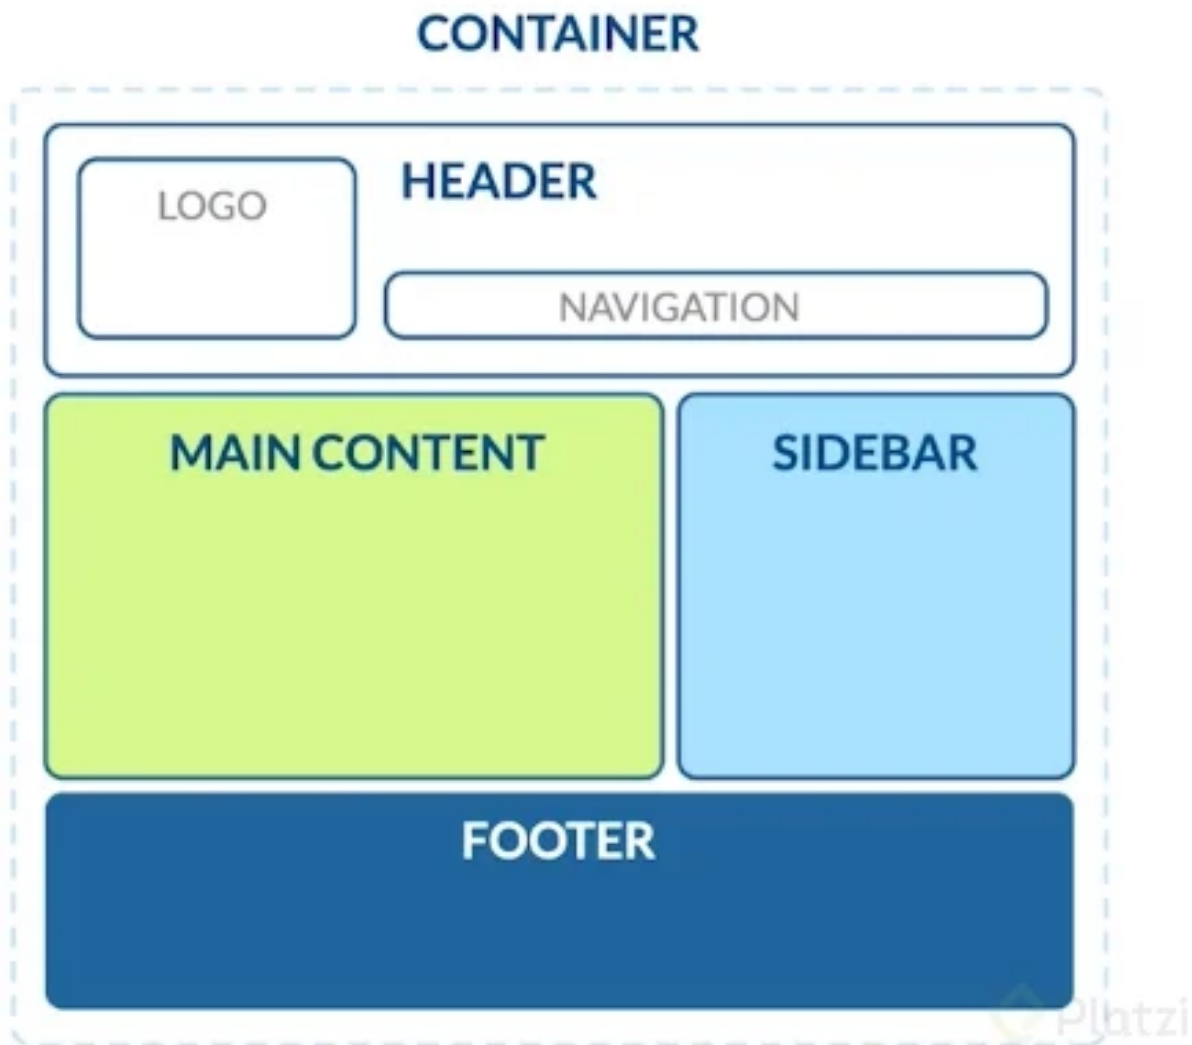 CONTAINER
HEADER
LOGO
NAVIGATION
MAIN CONTENT
SIDEBAR
FOOTER
Platzi